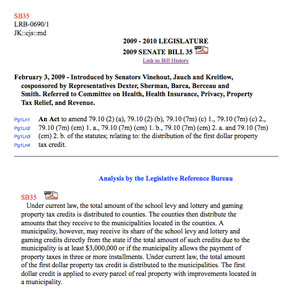 SB35
LRB-0690/1
JK::cjs::md
2009 - 2010 LEGISLATURE
2009 SENATE BILL 35
Link to Bill History
February 3, 2009 - Introduced by Senators Vinehout, Jauch and Kreitlow,
cosponsored by Representatives Dexter, Sherman, Barca, Berceau and
Smith. Referred to Committee on Health, Health Insurance, Privacy, Property
Tax Relief, and Revenue.
Pg1Ln1 An Act to amend 79.10 (2) (a), 79.10 (2) (b), 79.10 (7m) (c) 1., 79.10 (7m) (c) 2.,
Pg1Ln2 79.10 (7m) (cm) 1. a., 79.10 (7m) (cm) 1. b., 79.10 (7m) (cm) 2. a. and 79.10 (7m)
Pg1Ln3 (cm) 2. b. of the statutes; relating to: the distribution of the first dollar property
Pg1Ln4 tax credit.
Analysis by the Legislative Reference Bureau
SB35
Under current law, the total amount of the school levy and lottery and gaming
property tax credits is distributed to counties. The counties then distribute the
amounts that they receive to the municipalities located in the counties. A
municipality, however, may receive its share of the school levy and lottery and
gaming credits directly from the state if the total amount of such credits due to the
municipality is at least $3,000,000 or if the municipality allows the payment of
property taxes in three or more installments. Under current law, the total amount
of the first dollar property tax credit is distributed to the municipalities. The first
dollar credit is applied to every parcel of real property with improvements located in
a municipality.